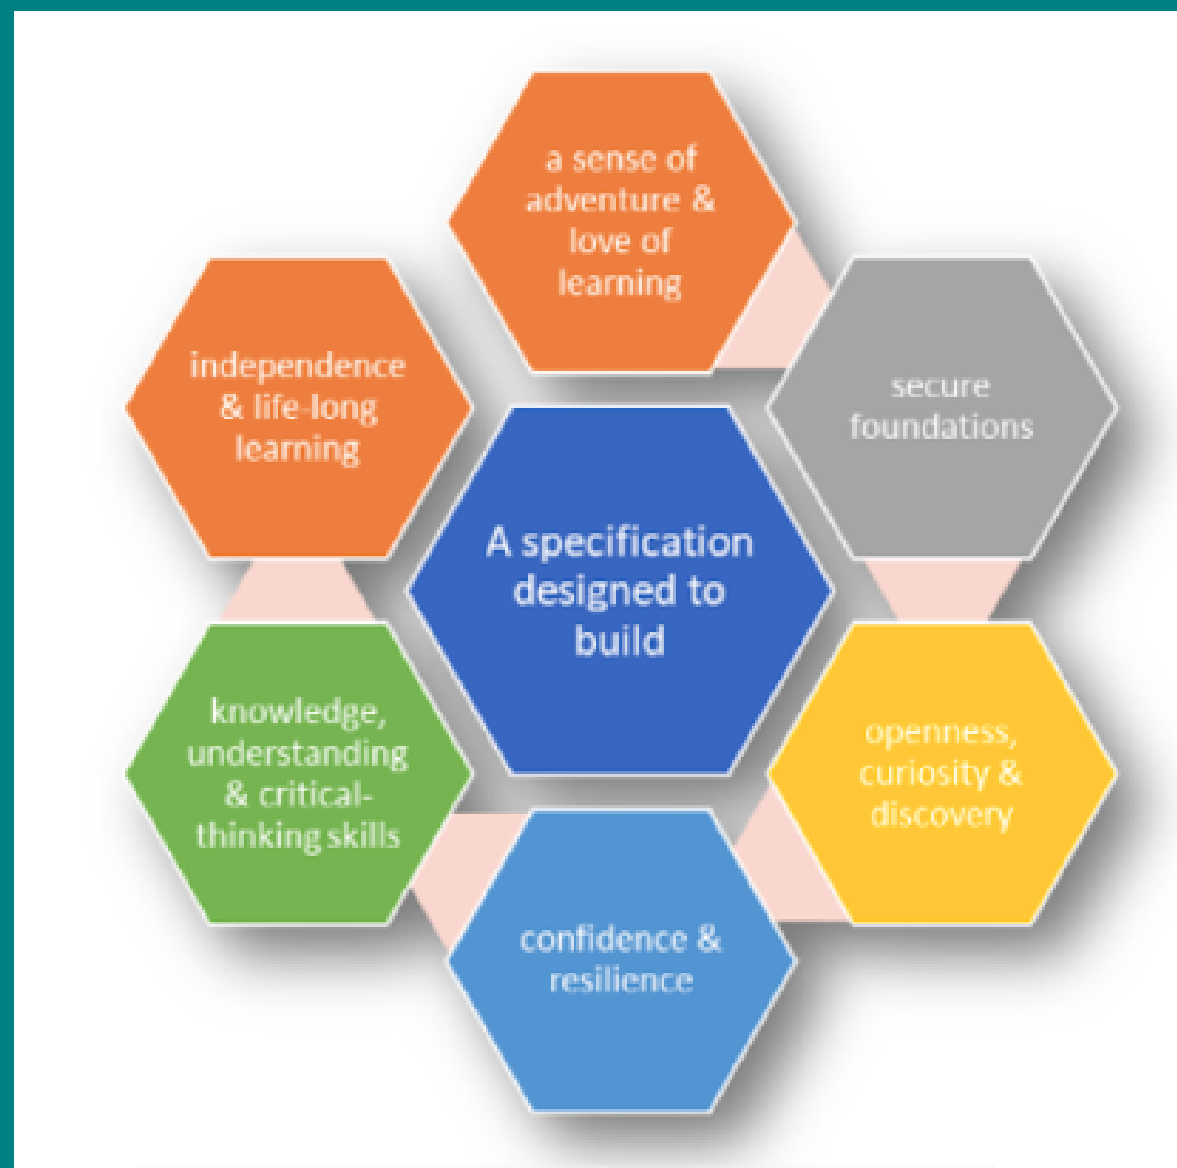 a sense of
adventure &
love of
learning
independence
& life-long
learning
secure
foundations
A specification
designed to
build
knowledge,
understanding
& critical-
thinking skills
openness,
curiosity &
discovery
confidence &
resilience